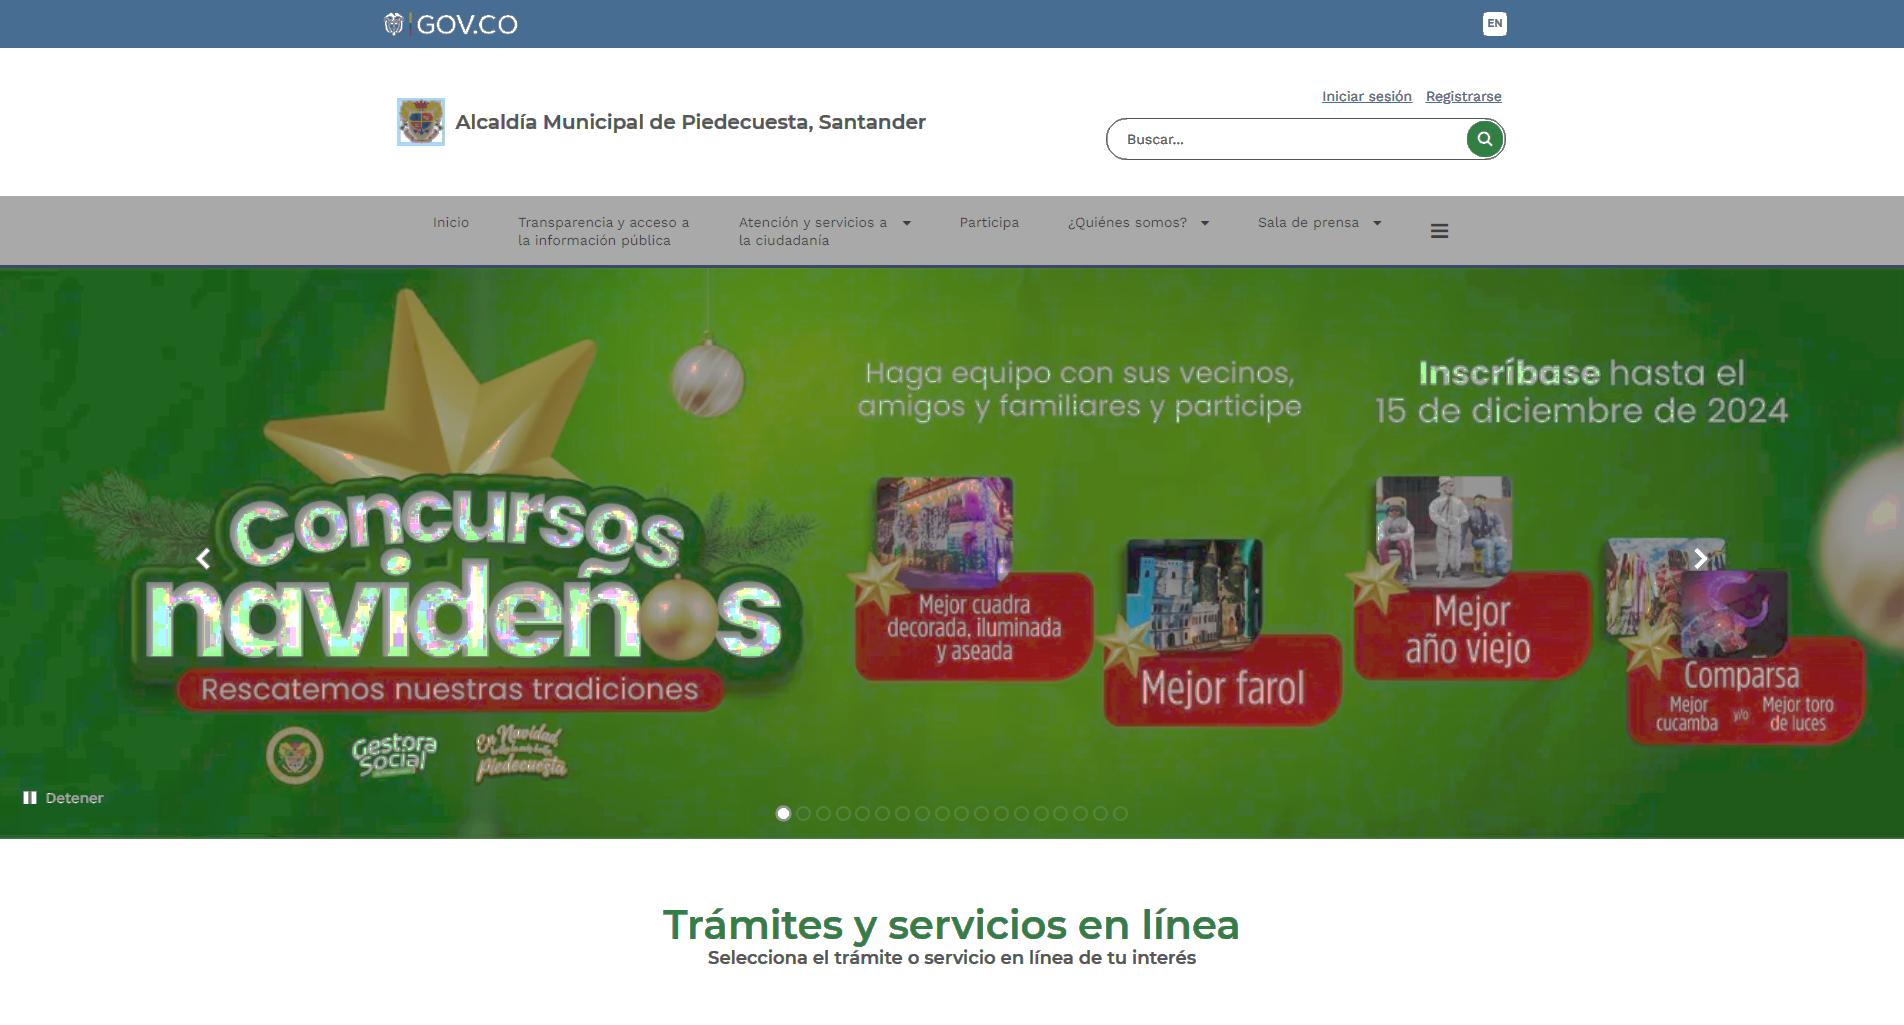 GOV.CO
EN
Alcaldía Municipal de Piedecuesta, Santander
Iniciar sesión Registrarse
Buscar...
Inicio
Transparencia y acceso a
la información pública
Atención y servicios a
la ciudadanía
Participa
¿Quiénes somos?
Sala de prensa
Concursos
navideños
Rescatemos nuestras tradiciones
Gestora
Social
En Navidad,
Piedecuesta
Haga equipo con sus vecinos,
amigos y familiares y participe
Inscríbase hasta el
15 de diciembre de 2024
Mejor cuadra
decorada, iluminada
y aseada
Mejor farol
Mejor
año viejo
Comparsa
Mejor
cucamba
y/o
Mejor toro
de luces
Detener
Trámites y servicios en línea
Selecciona el trámite o servicio en línea de tu interés